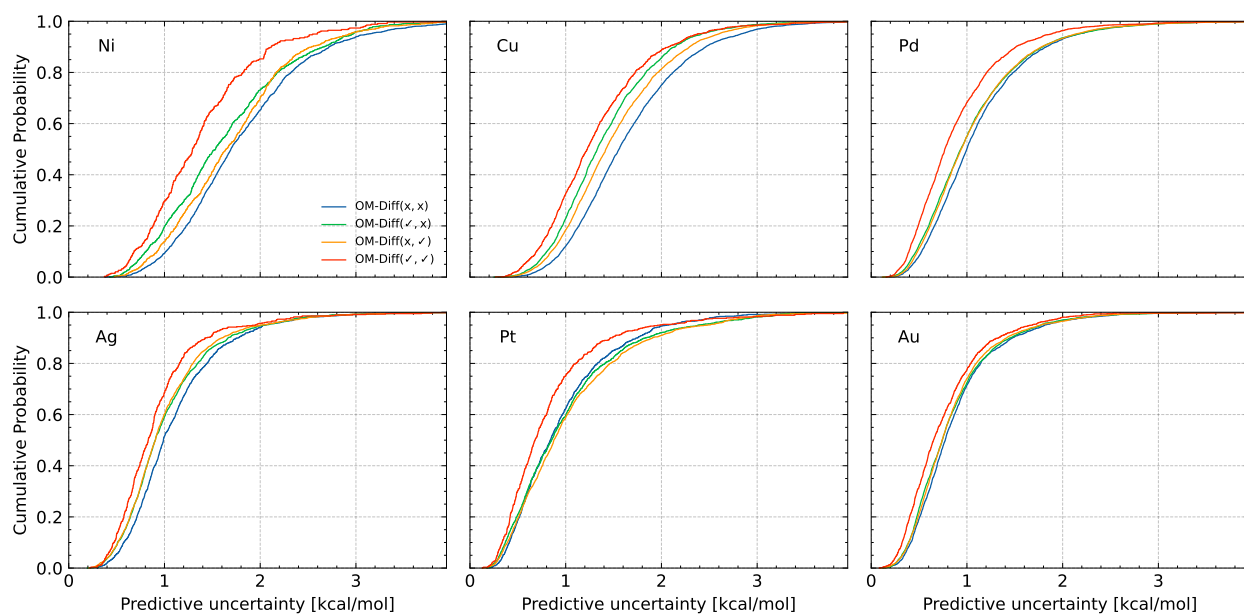 Cumulative Probability
1.0
0.8
0.6
0.4
0.2
0.0
Ni
OM-Diff(x, x)
OM-Diff(✓, x)
OM-Diff(x, ✓)
OM-Diff(✓, ✓)
Cu
Pd
Cumulative Probability
1.0
0.8
0.6
0.4
0.2
0.0
Ag
0 1 2 3
Predictive uncertainty [kcal/mol]
Pt
0 1 2 3
Predictive uncertainty [kcal/mol]
Au
0 1 2 3
Predictive uncertainty [kcal/mol]